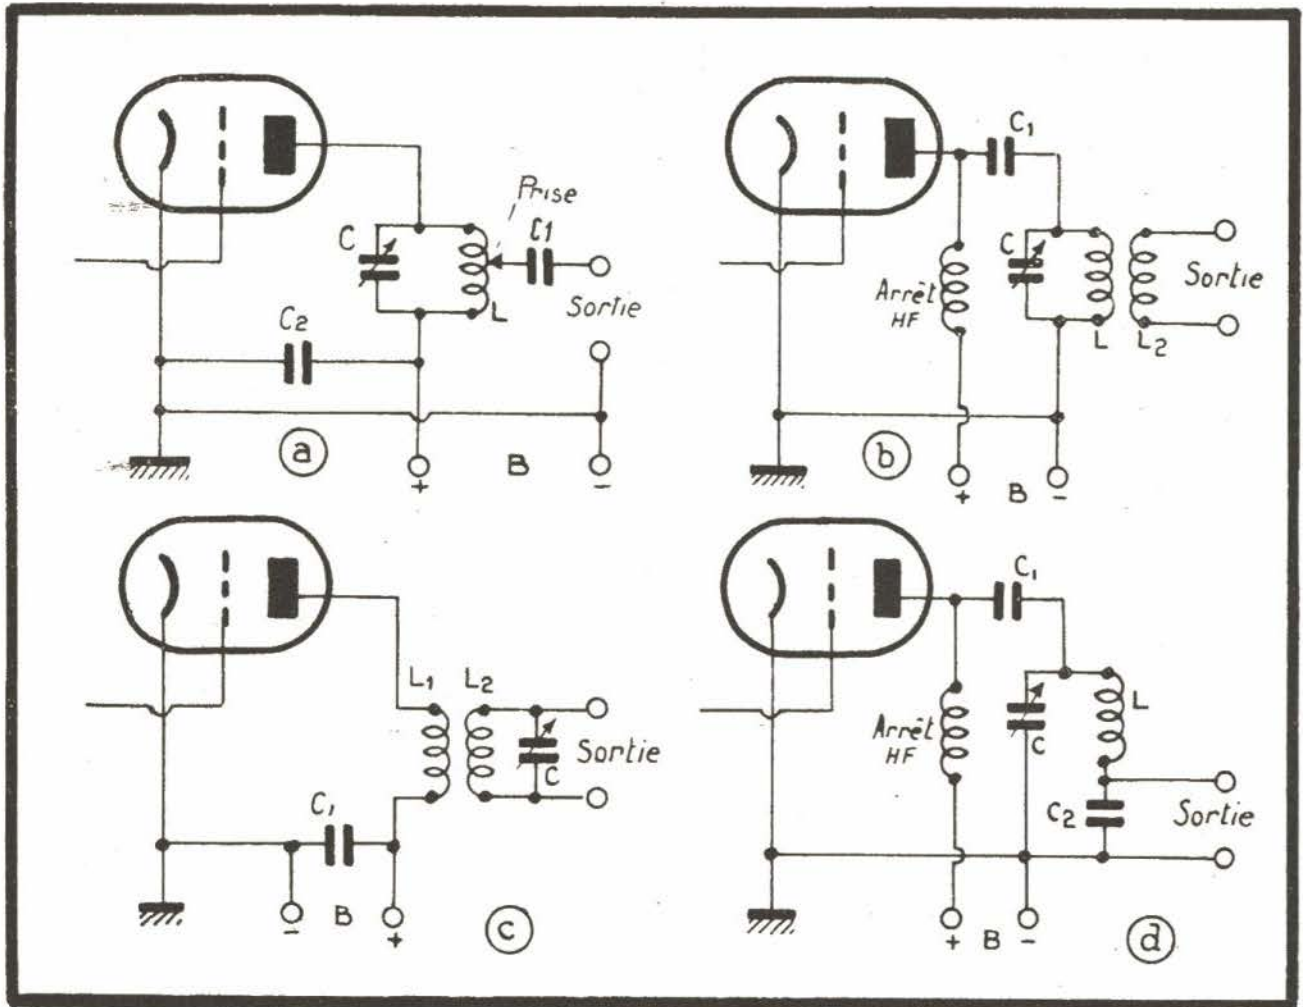 Prise
C
C1
L
Sortie
C2
a
+ B -
C1
C
Arrêt
HF
L L2
Sortie
b
+ B -
L1 L2
C
Sortie
C1
- B +
c
C1
Arrêt
HF
C
L
C2
Sortie
+ B -
d